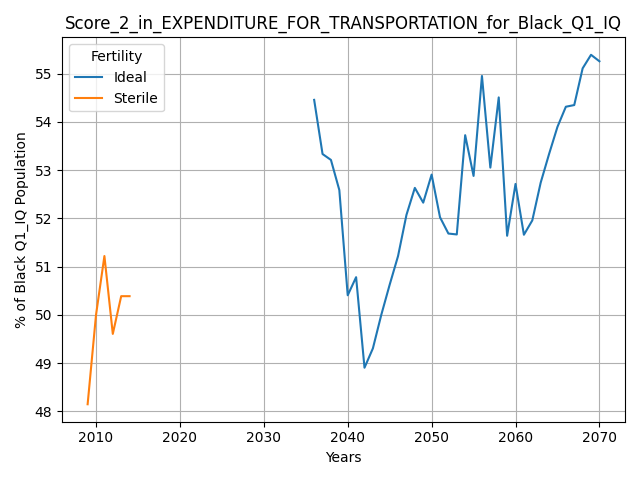 Score_2_in_EXPENDITURE_FOR_TRANSPORTATION_for_Black_Q1_IQ
Fertility
Ideal
Sterile
% of Black Q1_IQ Population
55
54
53
52
51
50
49
48
2010 2020 2030 2040 2050 2060 2070
Years